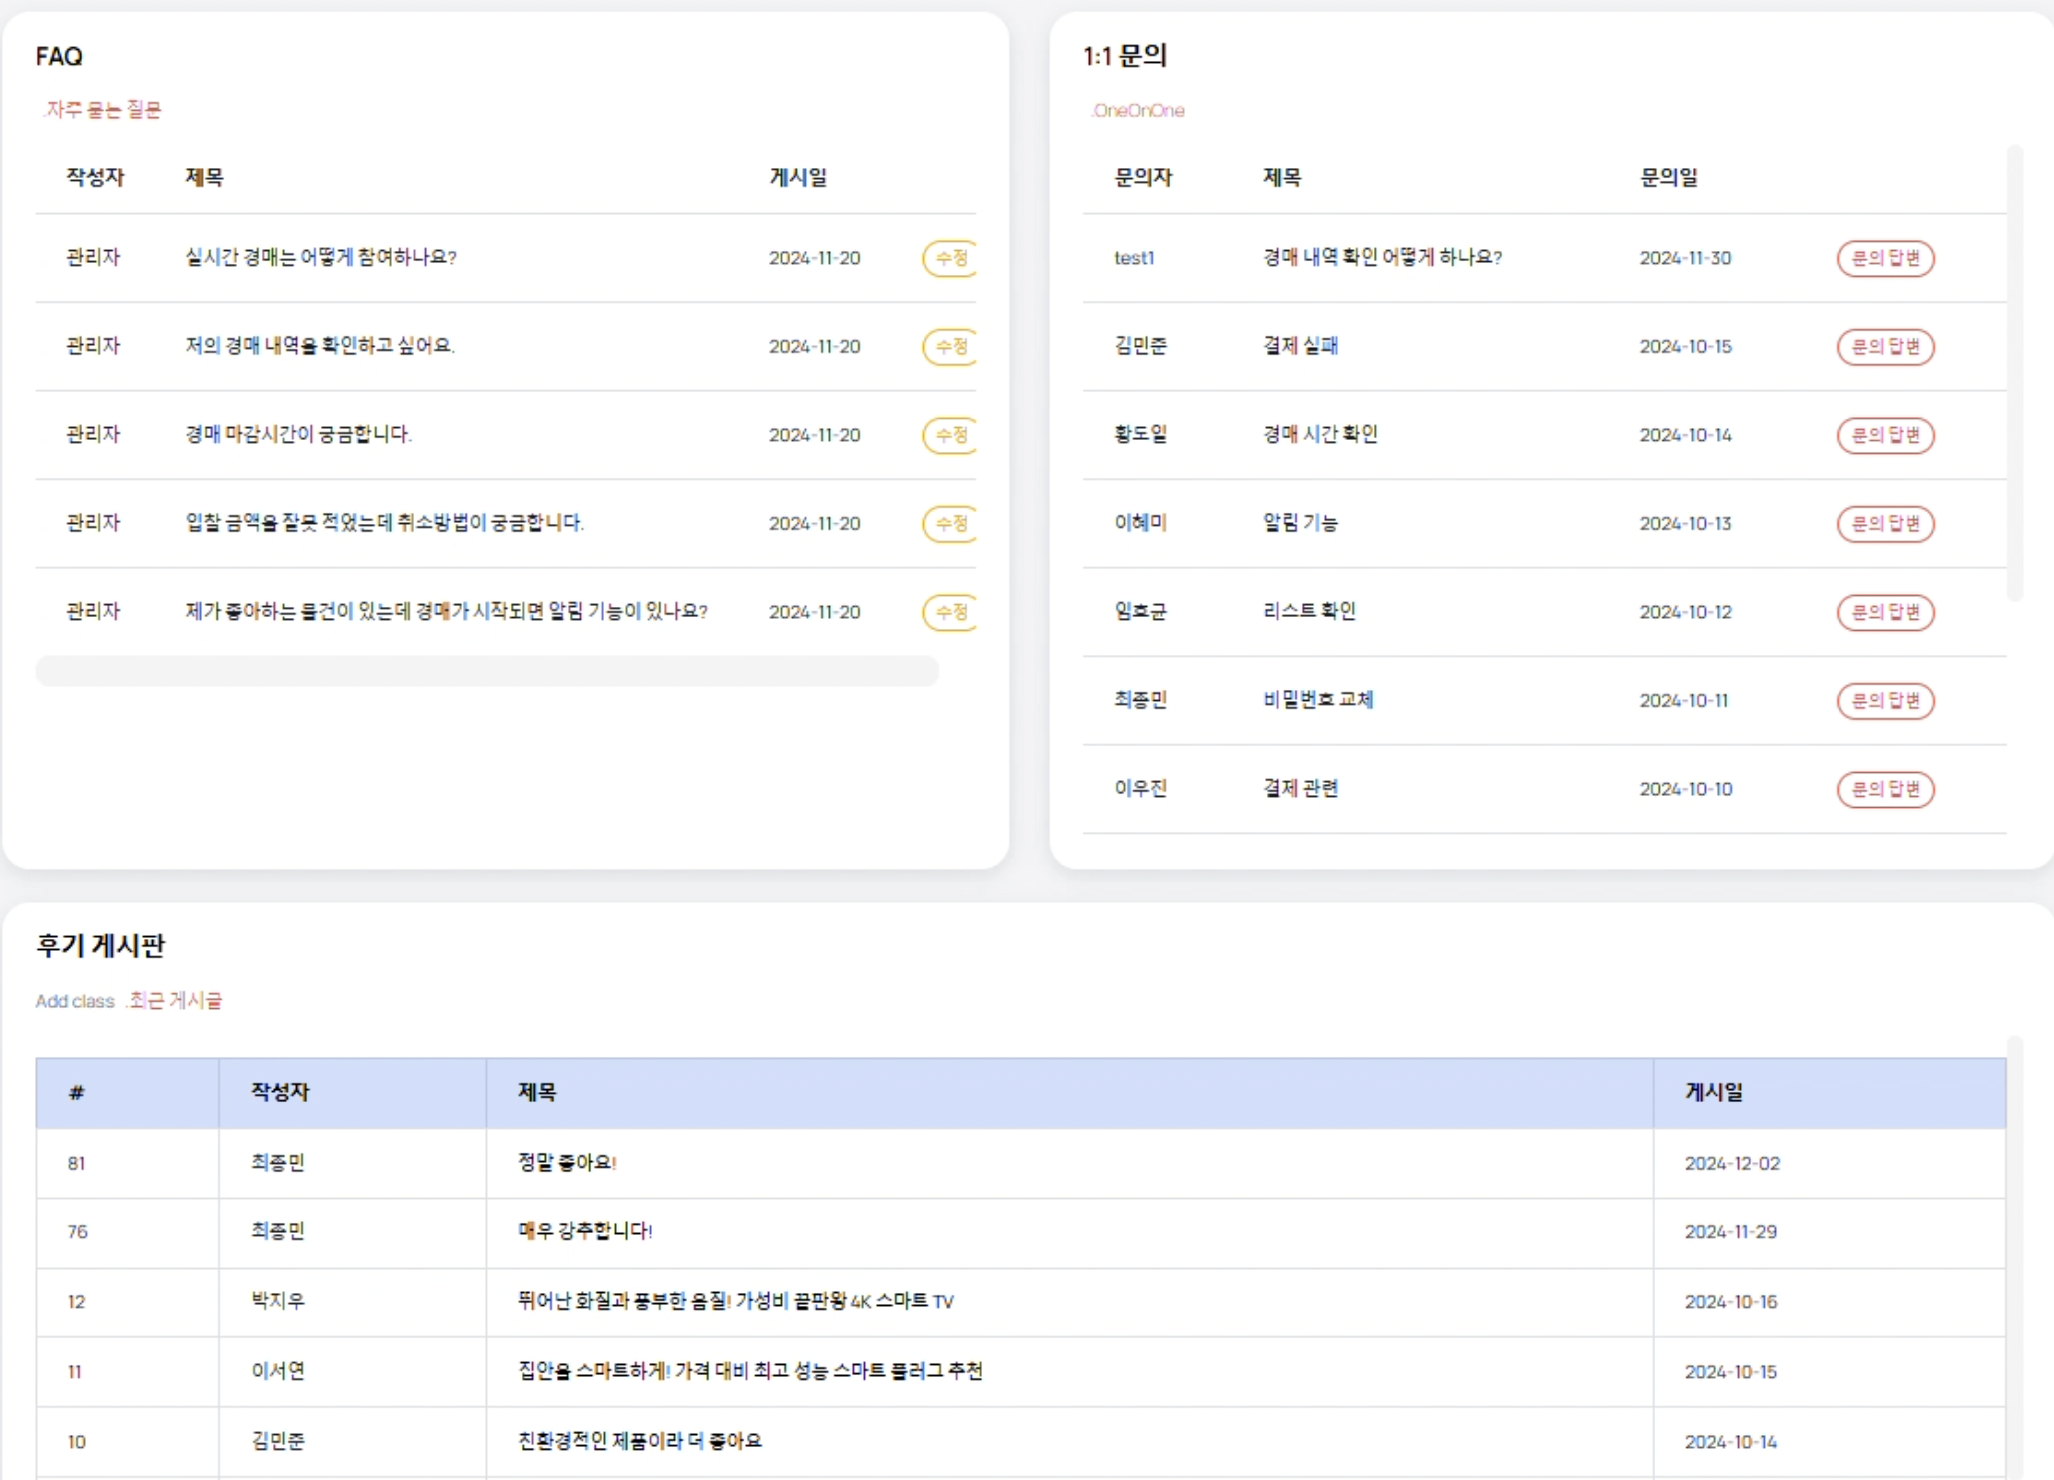 FAQ
.자주 묻는 질문
작성자 제목 게시일
관리자 실시간 경매는 어떻게 참여하나요? 2024-11-20 수정
관리자 저의 경매 내역을 확인하고 싶어요. 2024-11-20 수정
관리자 경매 마감시간이 궁금합니다. 2024-11-20 수정
관리자 입찰 금액을 잘못 적었는데 취소방법이 궁금합니다. 2024-11-20 수정
관리자 제가 좋아하는 물건이 있는데 경매가 시작되면 알림 기능이 있나요? 2024-11-20 수정
1:1 문의
.OneOnOne
문의자 제목 문의일
test1 경매 내역 확인 어떻게 하나요? 2024-11-30 문의 답변
김민준 결제 실패 2024-10-15 문의 답변
황도일 경매 시간 확인 2024-10-14 문의 답변
이혜미 알림 기능 2024-10-13 문의 답변
임효균 리스트 확인 2024-10-12 문의 답변
최종민 비밀번호 교체 2024-10-11 문의 답변
이우진 결제 관련 2024-10-10 문의 답변
후기 게시판
Add class .최근 게시글
# 작성자 제목 게시일
81 최종민 정말 좋아요! 2024-12-02
76 최종민 매우 강추합니다! 2024-11-29
12 박지우 뛰어난 화질과 풍부한 음질! 가성비 끝판왕 4K 스마트 TV 2024-10-16
11 이서연 집안을 스마트하게! 가격 대비 최고 성능 스마트 플러그 추천 2024-10-15
10 김민준 친환경적인 제품이라 더 좋아요 2024-10-14